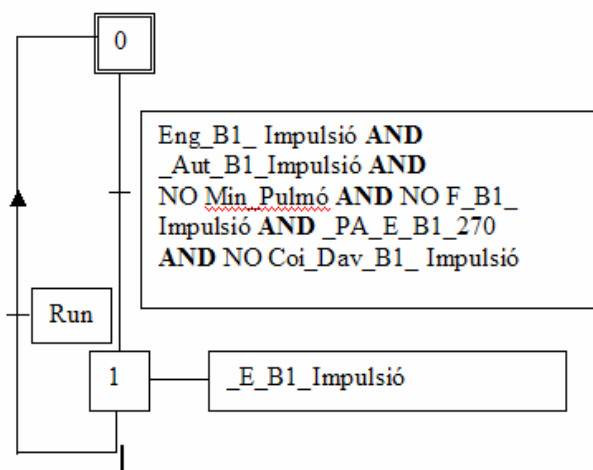 0
Eng_B1_ Impulsió AND
_Aut_B1_Impulsió AND
NO Min_Pulmó AND NO F_B1_
Impulsió AND _PA_E_B1_270
AND NO Coi_Dav_B1_ Impulsió
Run
1
_E_B1_Impulsió